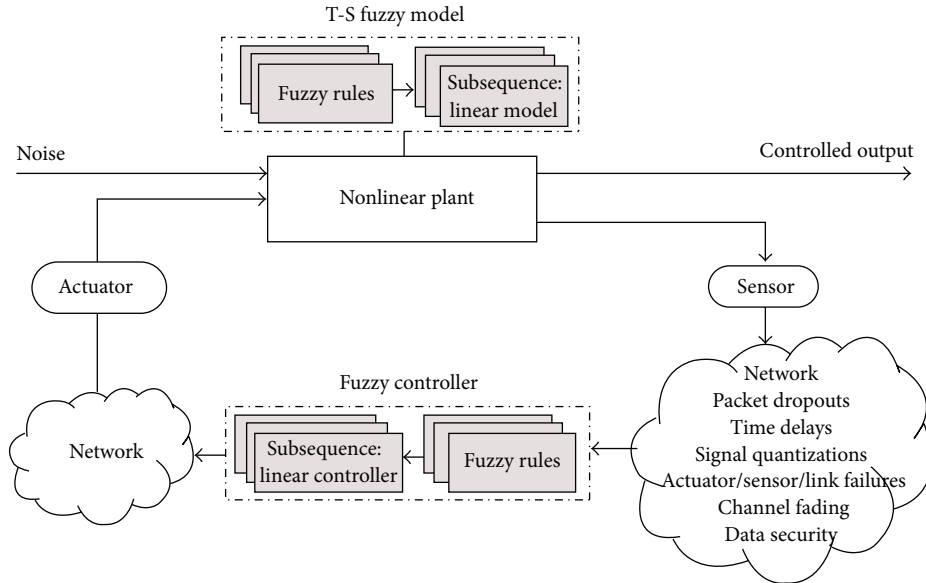 T-S fuzzy model
Fuzzy rules
Subsequence:
linear model
Noise
Controlled output
Nonlinear plant
Actuator
Sensor
Fuzzy controller
Network
Subsequence:
linear controller
Fuzzy rules
Network
Packet dropouts
Time delays
Signal quantizations
Actuator/sensor/link failures
Channel fading
Data security